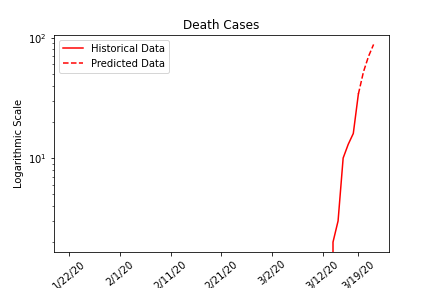 Death Cases
10²
Historical Data
Predicted Data
Logarithmic Scale
10¹
1/22/20 2/1/20 2/11/20 2/21/20 3/2/20 3/12/20 3/19/20